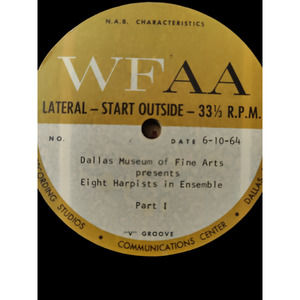 N.A.B. CHARACTERISTICS
WFAA
LATERAL – START OUTSIDE – 33⅓ R.P.M.
NO. DATE 6-10-64
Dallas Museum of Fine Arts
presents
Eight Harpists in Ensemble
Part I
"V" GROOVE
RECORDING STUDIOS • COMMUNICATIONS CENTER • DALLAS